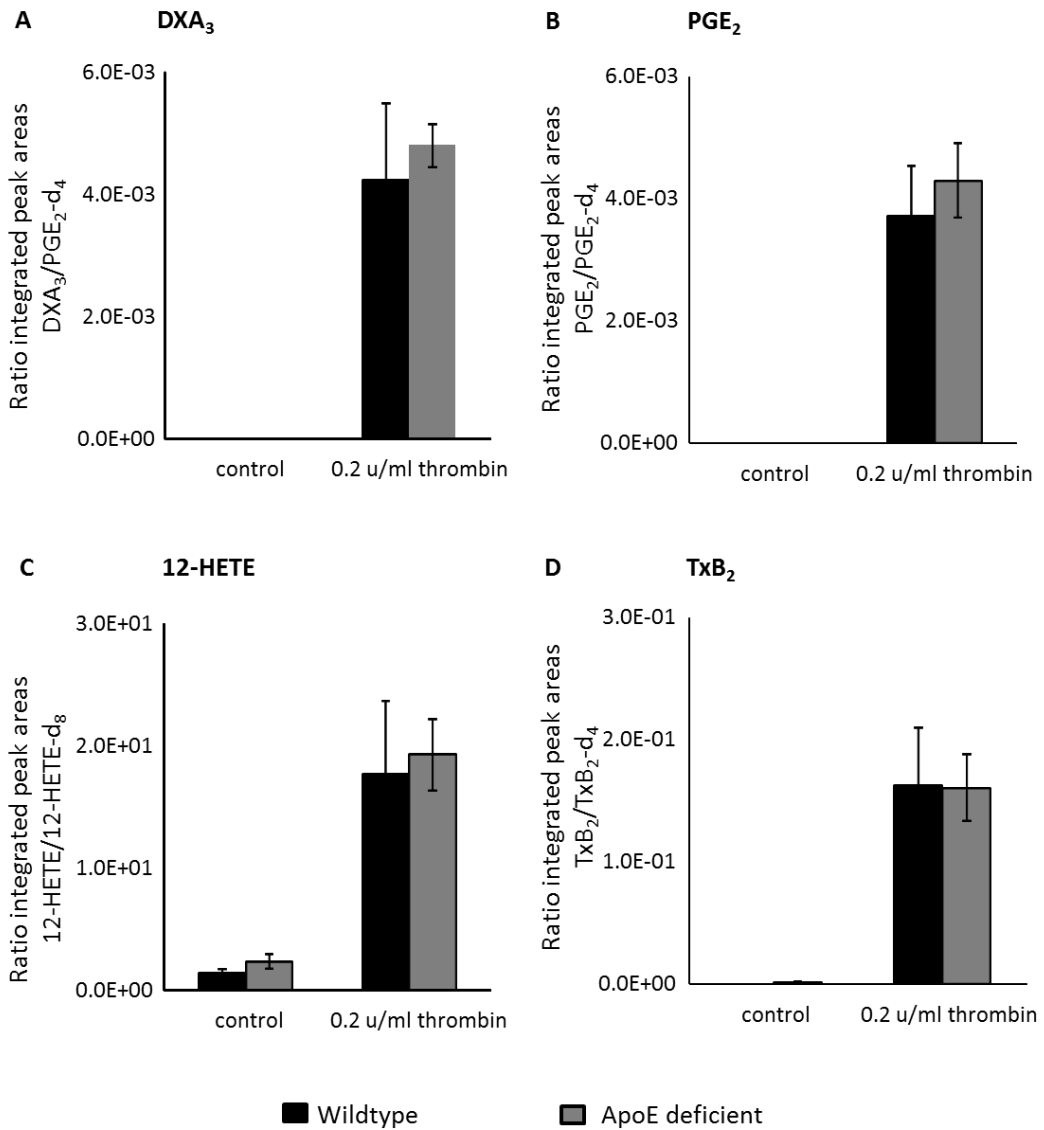 A DXA₃
Ratio integrated peak areas
DXA₃/PGE₂-d₄
6.0E-03
4.0E-03
2.0E-03
0.0E+00
control 0.2 u/ml thrombin
B PGE₂
Ratio integrated peak areas
PGE₂/PGE₂-d₄
6.0E-03
4.0E-03
2.0E-03
0.0E+00
control 0.2 u/ml thrombin
C 12-HETE
Ratio integrated peak areas
12-HETE/12-HETE-d₈
3.0E+01
2.0E+01
1.0E+01
0.0E+00
control 0.2 u/ml thrombin
D TxB₂
Ratio integrated peak areas
TxB₂/TxB₂-d₄
3.0E-01
2.0E-01
1.0E-01
0.0E+00
control 0.2 u/ml thrombin
Wildtype ApoE deficient